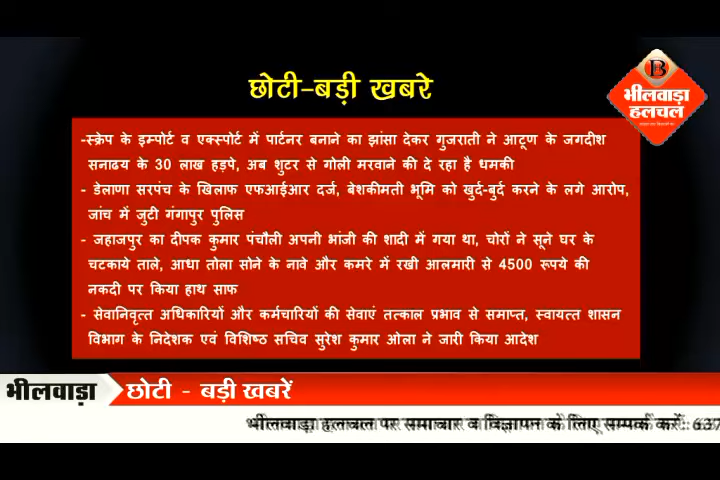 छोटी-बड़ी खबरे
B
भीलवाड़ा
हलचल
-स्क्रेप के इम्पोर्ट व एक्स्पोर्ट में पार्टनर बनाने का झांसा देकर गुजराती ने आटूण के जगदीश
सनाढय के 30 लाख हड़पे, अब शुटर से गोली मरवाने की दे रहा है धमकी
- डेलाणा सरपंच के खिलाफ एफआईआर दर्ज, बेशकीमती भूमि को खुर्द-बुर्द करने के लगे आरोप,
जांच में जुटी गंगापुर पुलिस
- जहाजपुर का दीपक कुमार पंचौली अपनी भांजी की शादी में गया था, चोरों ने सूने घर के
चटकाये ताले, आधा तोला सोने के नावे और कमरे में रखी आलमारी से 4500 रूपये की
नकदी पर किया हाथ साफ
- सेवानिवृत्त अधिकारियों और कर्मचारियों की सेवाएं तत्काल प्रभाव से समाप्त, स्वायत्त शासन
विभाग के निदेशक एवं विशिष्ठ सचिव सुरेश कुमार ओला ने जारी किया आदेश
भीलवाड़ा छोटी - बड़ी खबरें
भीलवाड़ा हलचल पर समाचार व विज्ञापन के लिए सम्पर्क करें: 637